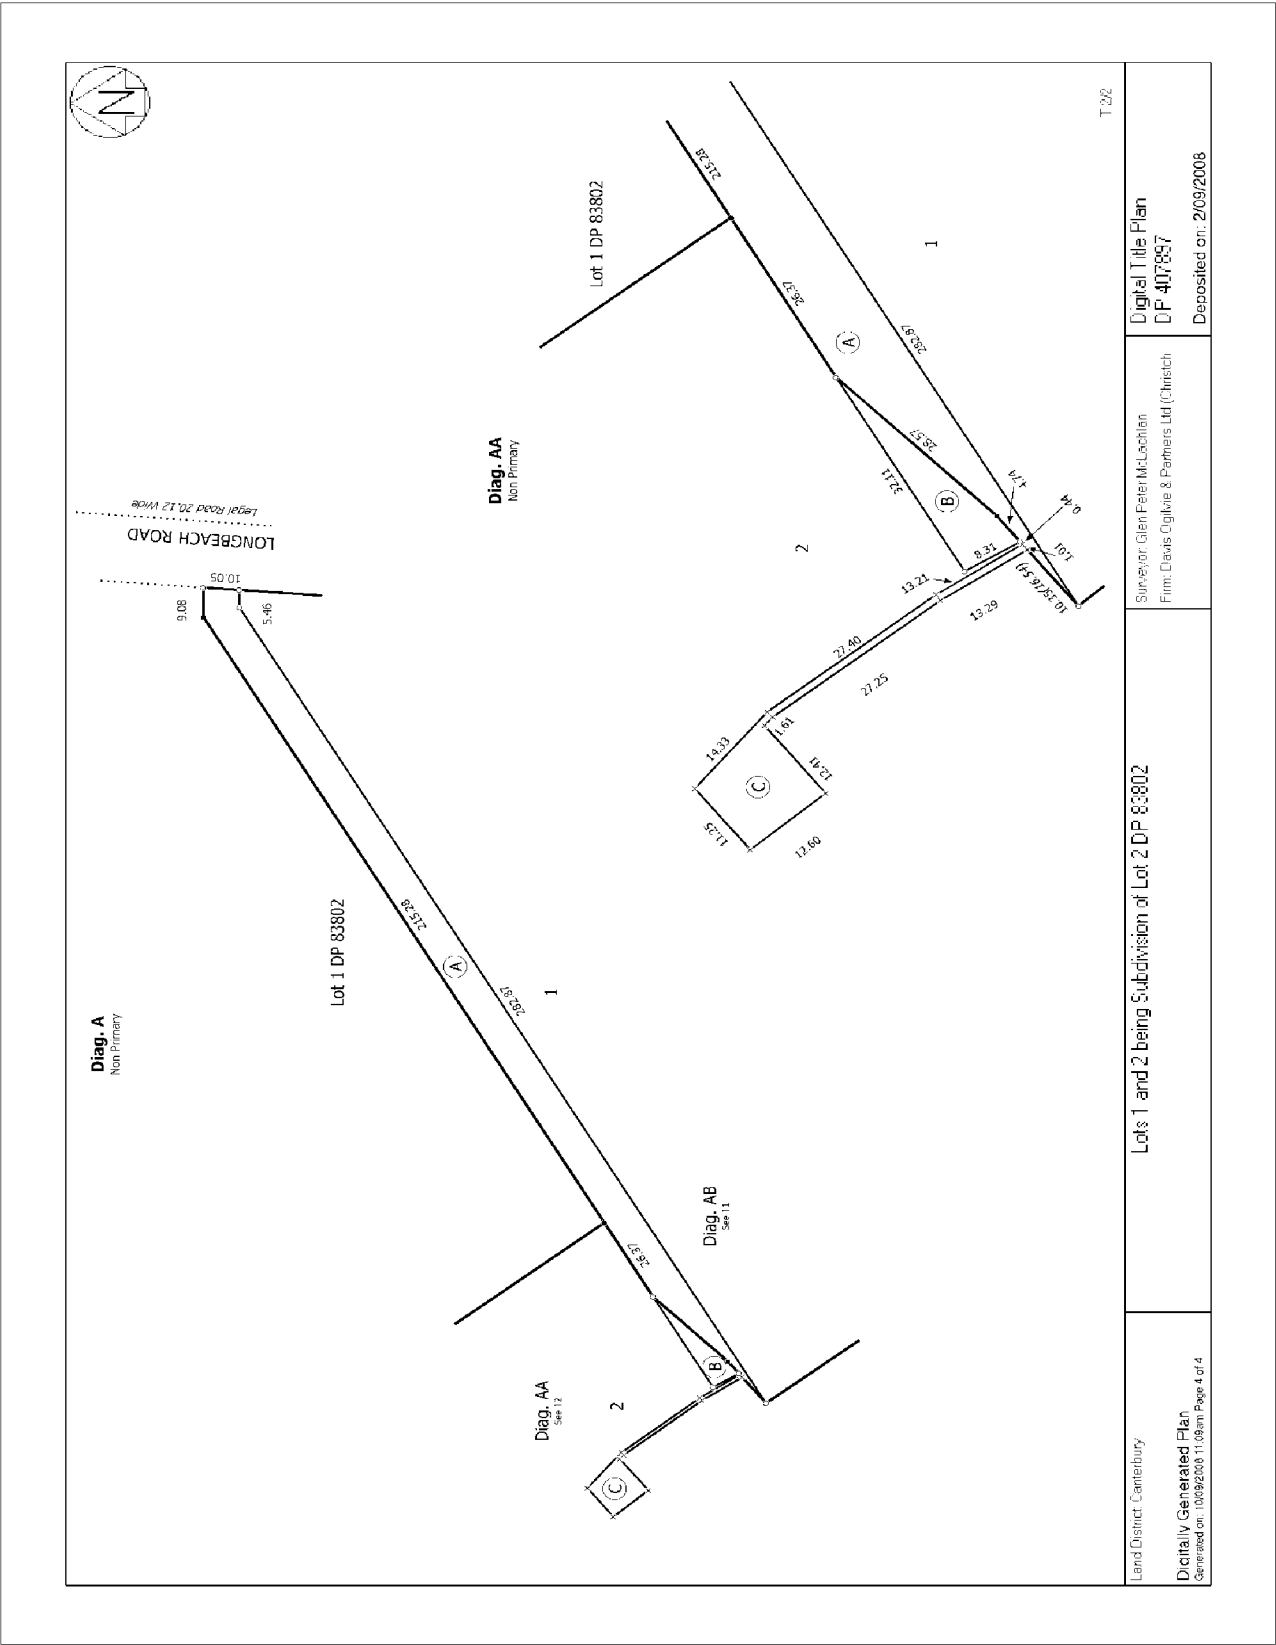 N
T 2/2
Diag. A
Non Primary
LONGBEACH ROAD
Legal Road 20.12 Wide
9.08
10.05
5.46
Lot 1 DP 83802
215.28
A
282.87
1
26.37
B
Diag. AB
See 11
Diag. AA
See 12
2
C
Diag. AA
Non Primary
Lot 1 DP 83802
215.28
26.37
A
282.87
1
28.57
32.11
B
2
4.74
0.44
8.31
1.01
13.21
13.29
27.40
27.25
14.33
1.61
12.41
C
11.25
12.60
Land District: Canterbury
Digitally Generated Plan
Generated on: 10/09/2008 11:09am Page 4 of 4
Lots 1 and 2 being Subdivision of Lot 2 DP 83802
Surveyor: Glen Peter McLachlan
Firm: Davis Ogilvie & Partners Ltd (Christch
Digital Title Plan
DP 407897
Deposited on: 2/09/2008